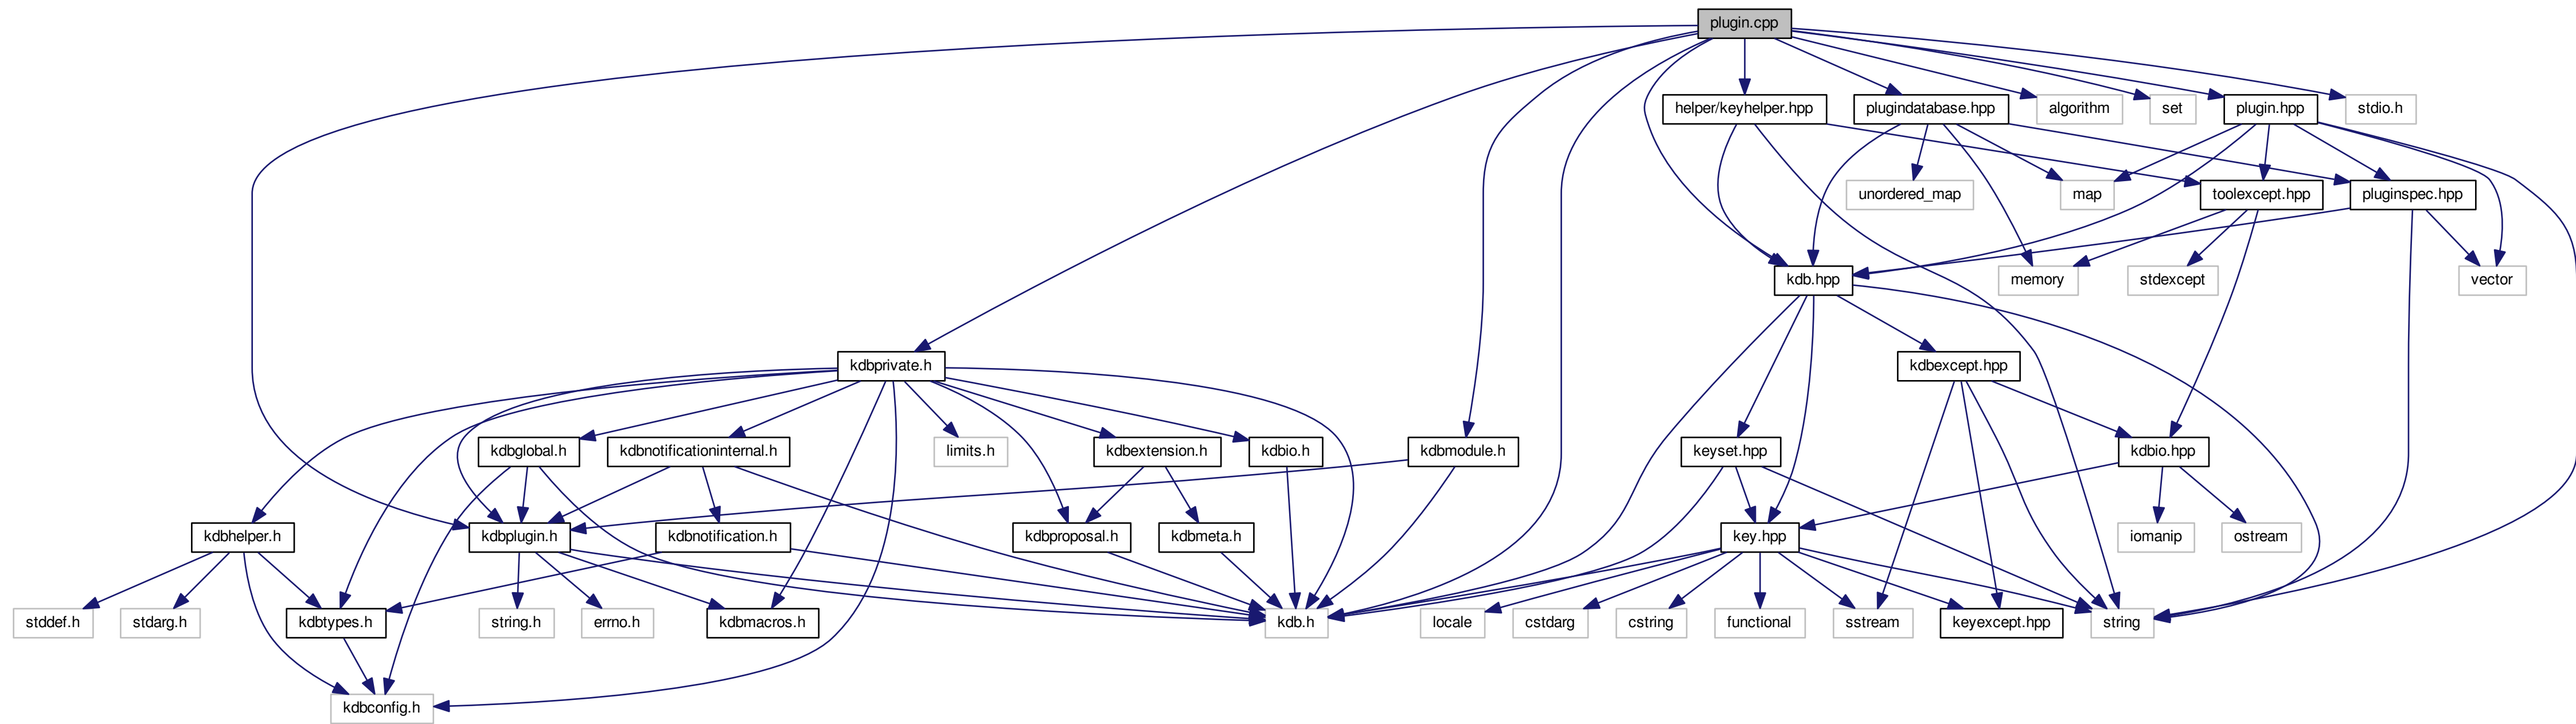 plugin.cpp
helper/keyhelper.hpp
plugindatabase.hpp
algorithm
set
plugin.hpp
stdio.h
unordered_map
map
toolexcept.hpp
pluginspec.hpp
kdb.hpp
memory
stdexcept
vector
kdbprivate.h
kdbexcept.hpp
kdbglobal.h
kdbnotificationinternal.h
limits.h
kdbextension.h
kdbio.h
kdbmodule.h
keyset.hpp
kdbio.hpp
kdbhelper.h
kdbplugin.h
kdbnotification.h
kdbproposal.h
kdbmeta.h
key.hpp
iomanip
ostream
stddef.h
stdarg.h
kdbtypes.h
string.h
errno.h
kdbmacros.h
kdb.h
locale
cstdarg
cstring
functional
sstream
keyexcept.hpp
string
kdbconfig.h